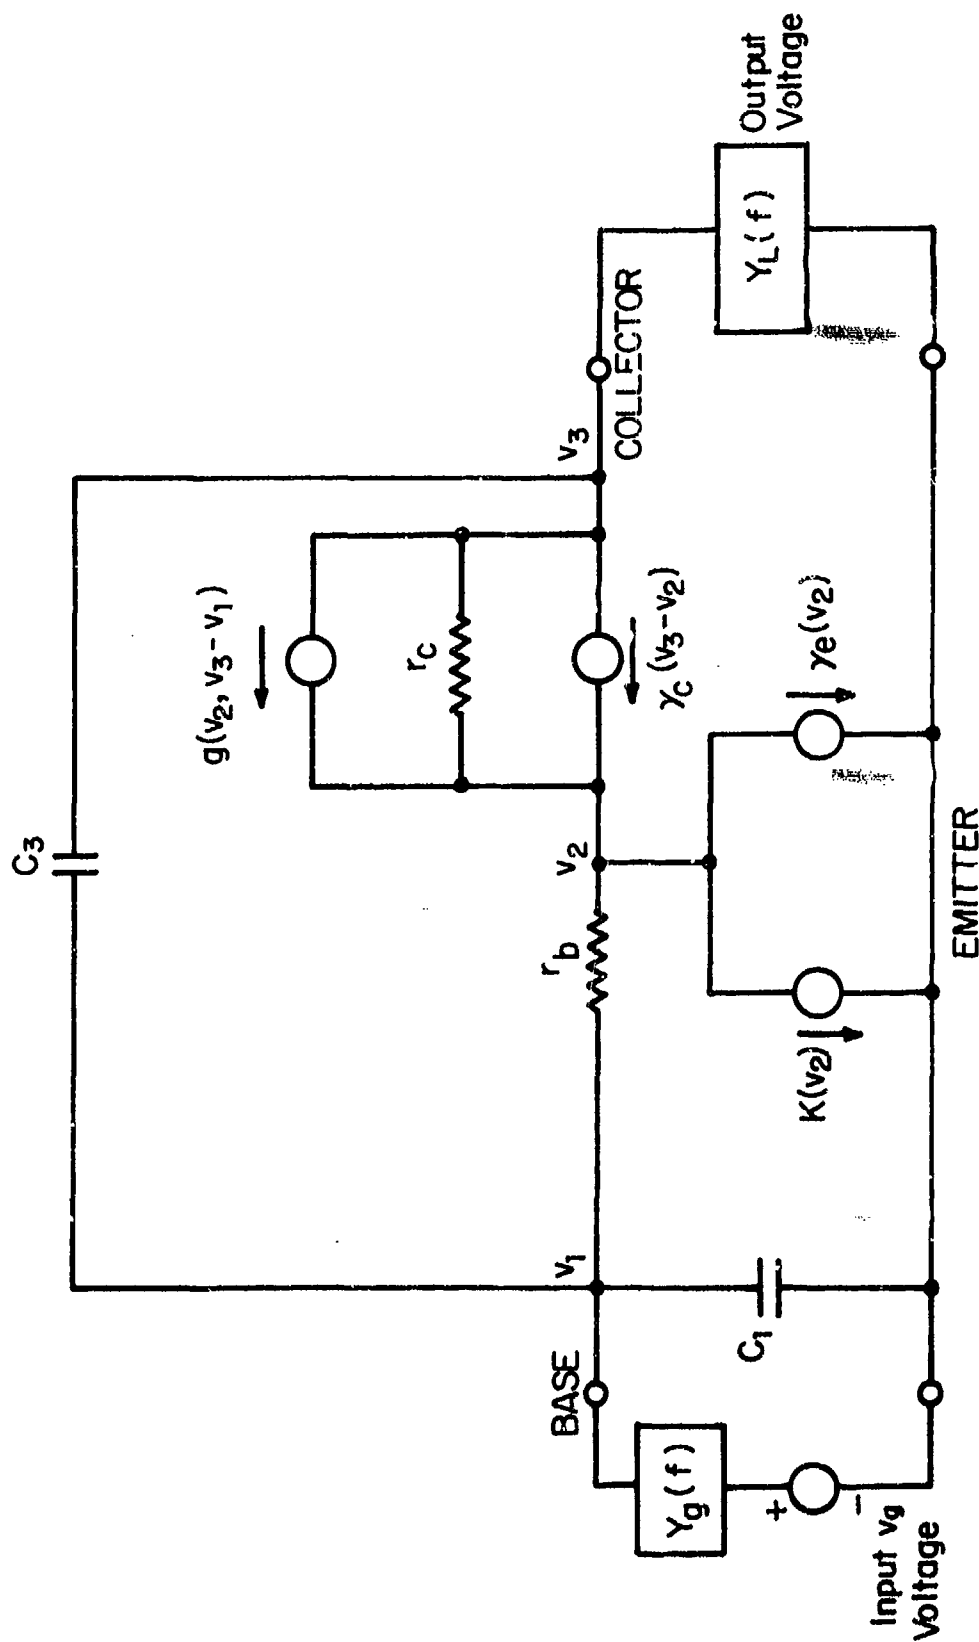 C3
g(v2, v3-v1)
rc
v3
COLLECTOR
Output
Voltage
YL(f)
γc(v3-v2)
v2
rb
v1
BASE
Yg(f)
+
-
Input vg
Voltage
C1
K(v2)
γe(v2)
EMITTER